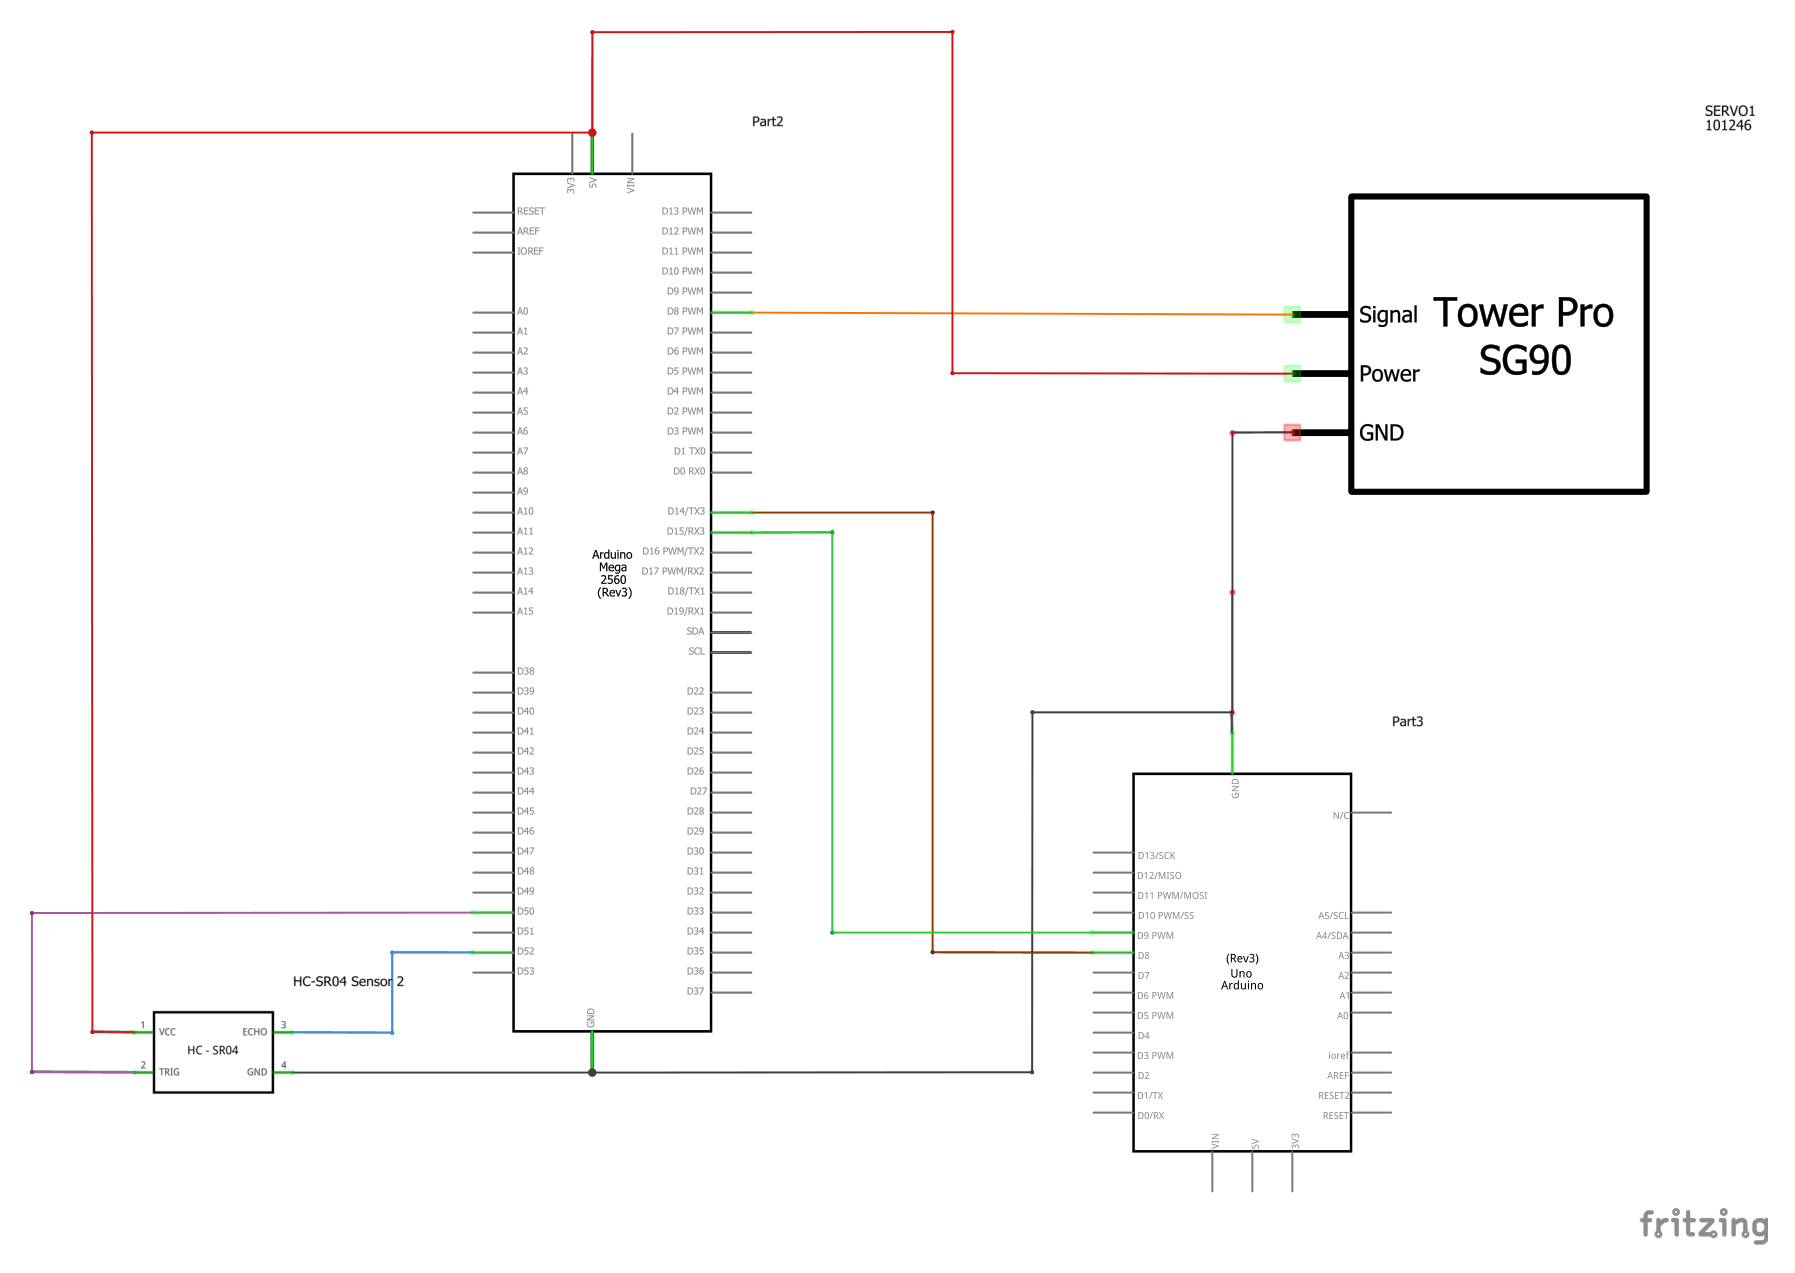 Part2
SERVO1
101246
3V3
5V
VIN
RESET
AREF
IOREF
A0
A1
A2
A3
A4
A5
A6
A7
A8
A9
A10
A11
A12
A13
A14
A15
D38
D39
D40
D41
D42
D43
D44
D45
D46
D47
D48
D49
D50
D51
D52
D53
Arduino
Mega
2560
(Rev3)
D13 PWM
D12 PWM
D11 PWM
D10 PWM
D9 PWM
D8 PWM
D7 PWM
D6 PWM
D5 PWM
D4 PWM
D2 PWM
D3 PWM
D1 TX0
D0 RX0
D14/TX3
D15/RX3
D16 PWM/TX2
D17 PWM/RX2
D18/TX1
D19/RX1
SDA
SCL
D22
D23
D24
D25
D26
D27
D28
D29
D30
D31
D32
D33
D34
D35
D36
D37
GND
Signal
Power
GND
Tower Pro
SG90
Part3
GND
N/C
D13/SCK
D12/MISO
D11 PWM/MOSI
D10 PWM/SS
D9 PWM
D8
D7
D6 PWM
D5 PWM
D4
D3 PWM
D2
D1/TX
D0/RX
(Rev3)
Uno
Arduino
A5/SCL
A4/SDA
A3
A2
A1
A0
ioref
AREF
RESET2
RESET
VIN
5V
3V3
HC-SR04 Sensor 2
1
VCC
ECHO
3
HC - SR04
2
TRIG
GND
4
fritzing